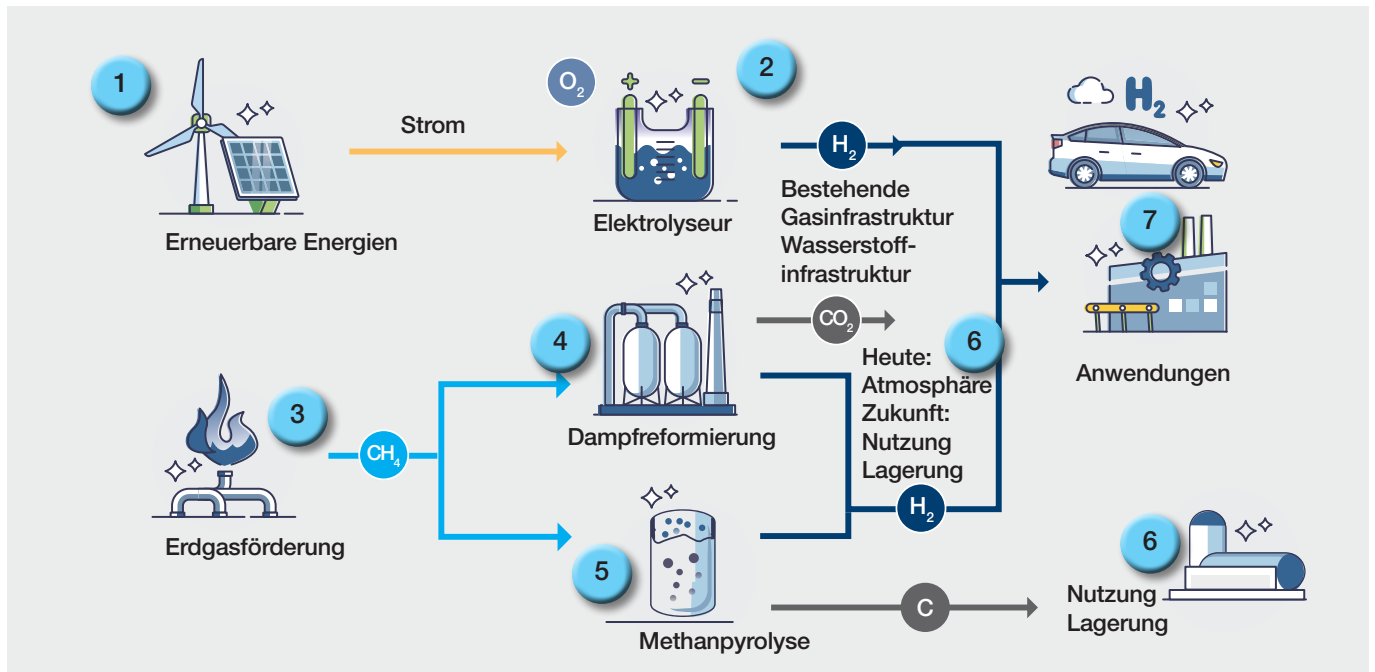 1
Erneuerbare Energien
Strom
O₂
+
-
2
Elektrolyseur
H₂
Bestehende
Gasinfrastruktur
Wasserstoff-
infrastruktur
H₂
7
Anwendungen
3
Erdgasförderung
CH₄
4
Dampfreformierung
CO₂
6
Heute:
Atmosphäre
Zukunft:
Nutzung
Lagerung
H₂
5
Methanpyrolyse
C
6
Nutzung
Lagerung